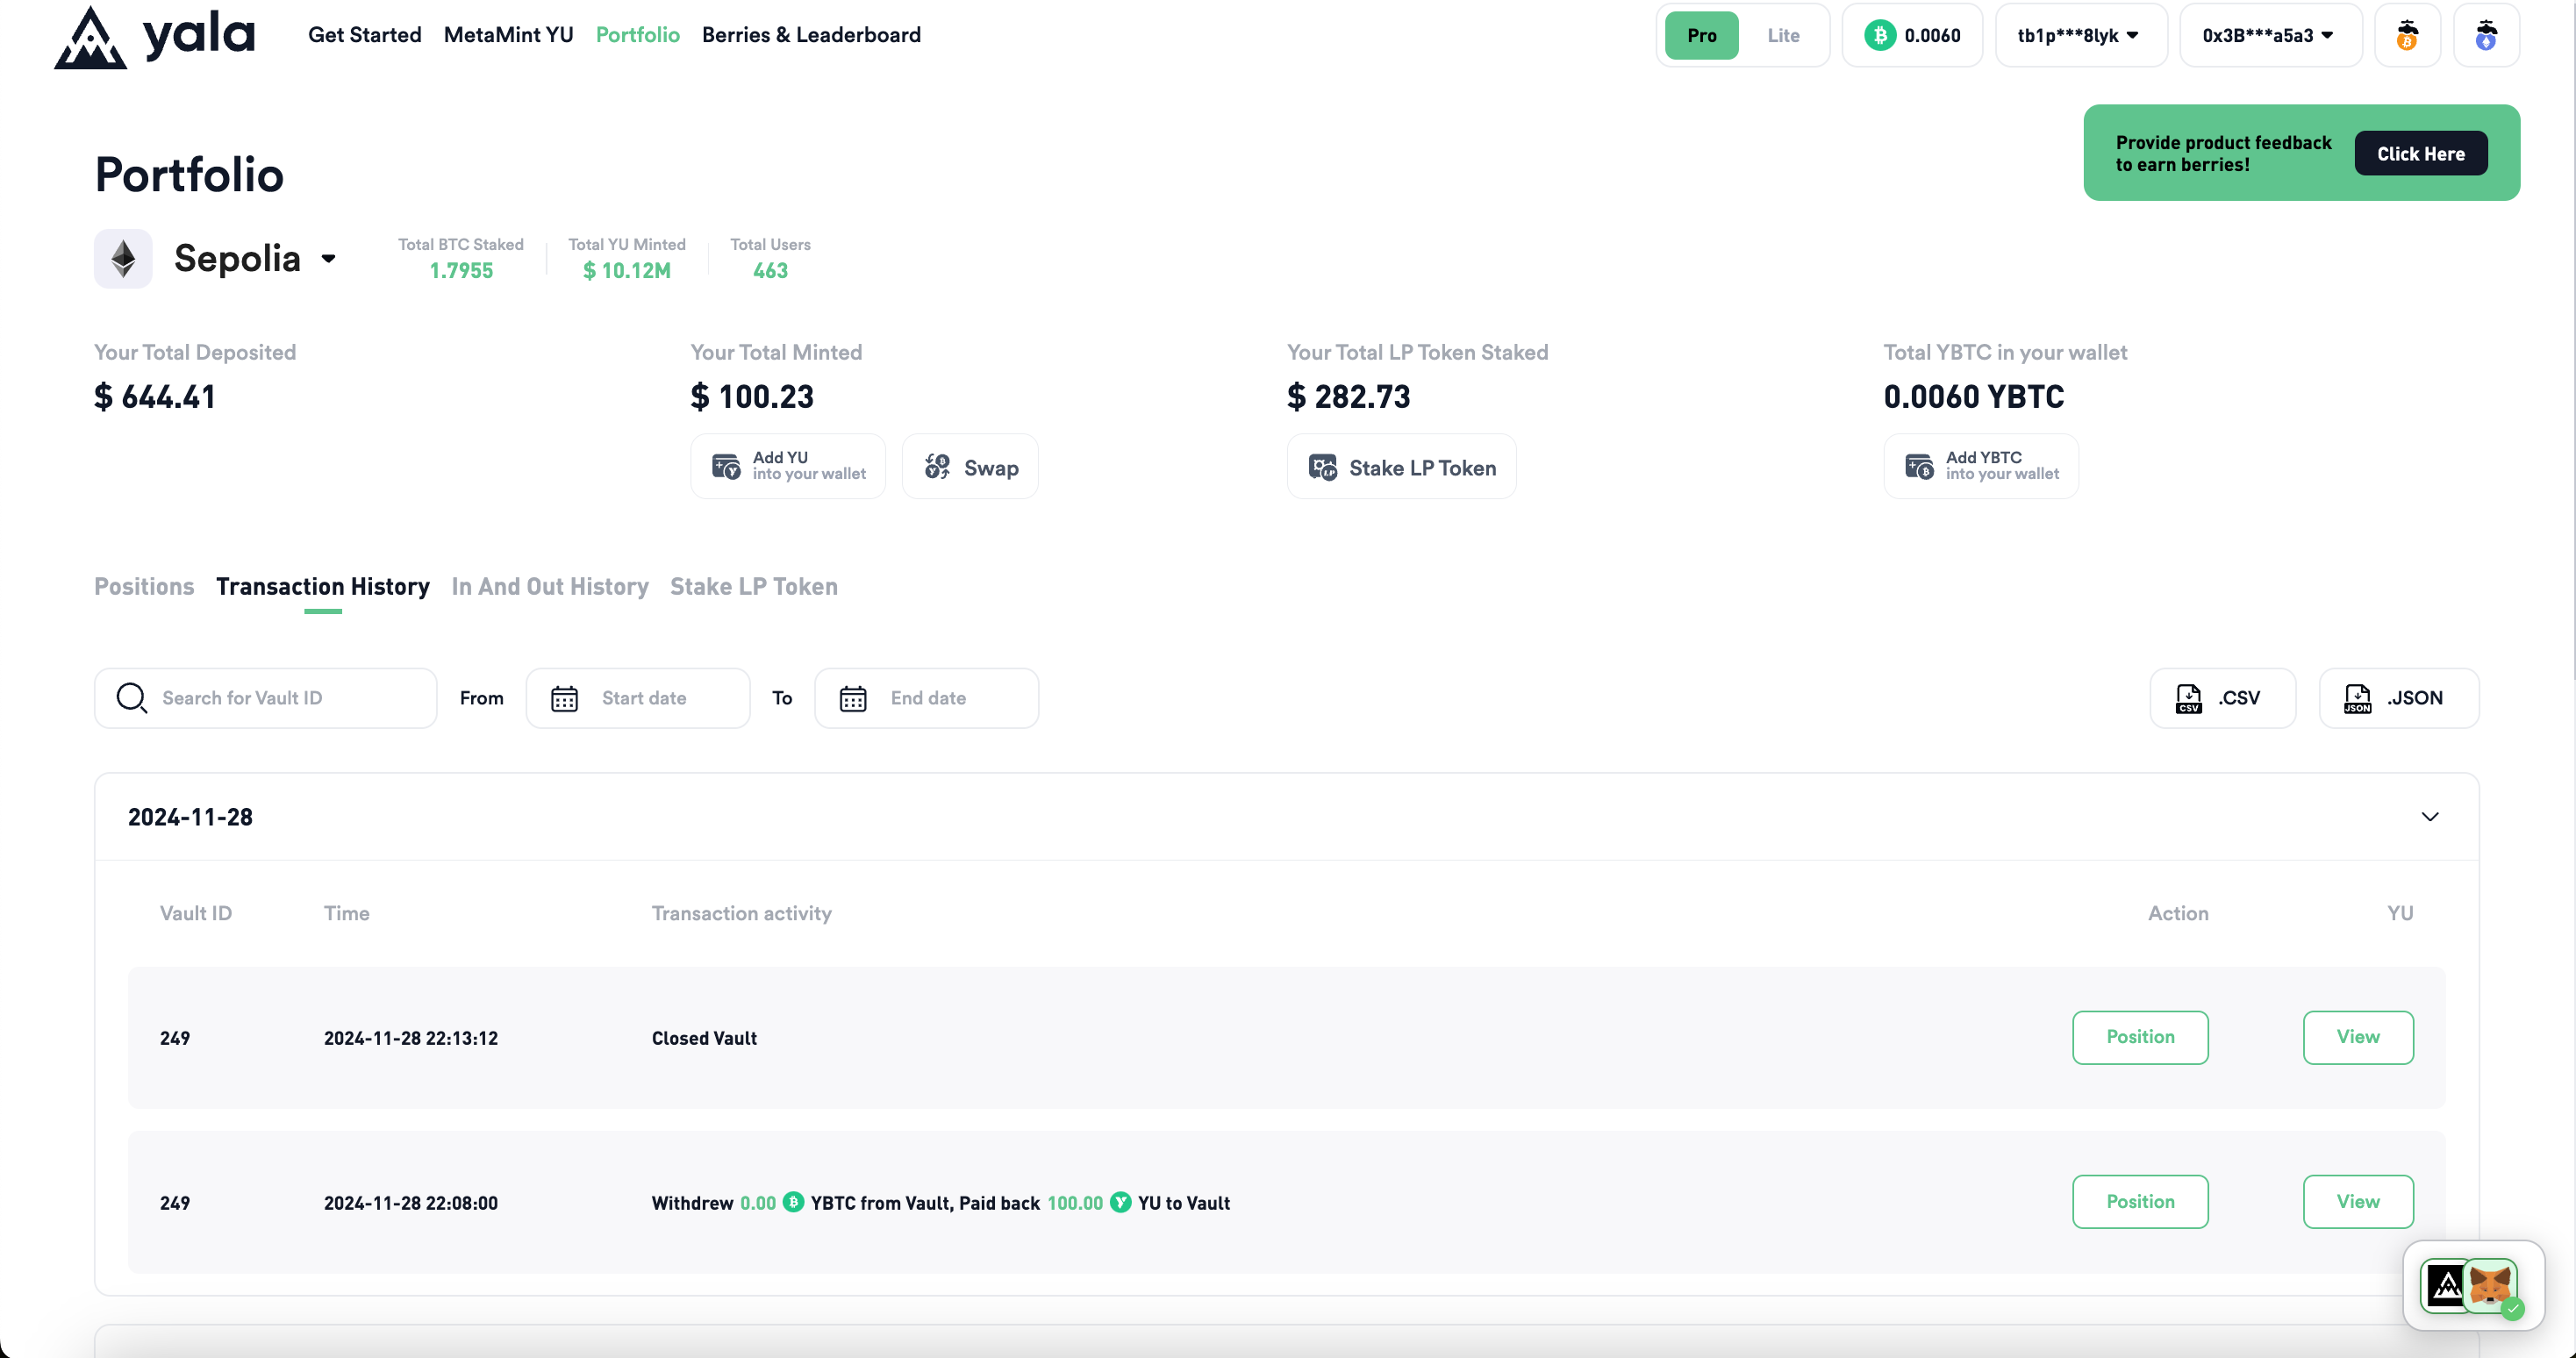 yala
Get Started MetaMint YU Portfolio Berries & Leaderboard
Pro Lite 0.0060 tb1p***8lyk 0x3B***a5a3
Provide product feedback
to earn berries!
Click Here
Portfolio
Sepolia
Total BTC Staked
1.7955
Total YU Minted
$ 10.12M
Total Users
463
Your Total Deposited
$ 644.41
Your Total Minted
$ 100.23
Add YU
into your wallet
Swap
Your Total LP Token Staked
$ 282.73
Stake LP Token
Total YBTC in your wallet
0.0060 YBTC
Add YBTC
into your wallet
Positions Transaction History In And Out History Stake LP Token
Search for Vault ID From Start date To End date
CSV .CSV JSON .JSON
2024-11-28
Vault ID Time Transaction activity Action YU
249 2024-11-28 22:13:12 Closed Vault Position View
249 2024-11-28 22:08:00 Withdrew 0.00 YBTC from Vault, Paid back 100.00 YU to Vault Position View